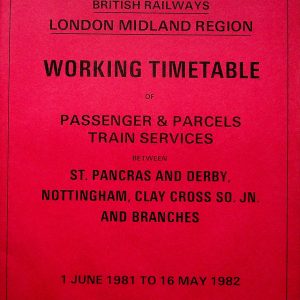 BRITISH RAILWAYS
LONDON MIDLAND REGION
WORKING TIMETABLE
OF
PASSENGER & PARCELS
TRAIN SERVICES
BETWEEN
ST. PANCRAS AND DERBY,
NOTTINGHAM, CLAY CROSS SO. JN.
AND BRANCHES
1 JUNE 1981 TO 16 MAY 1982